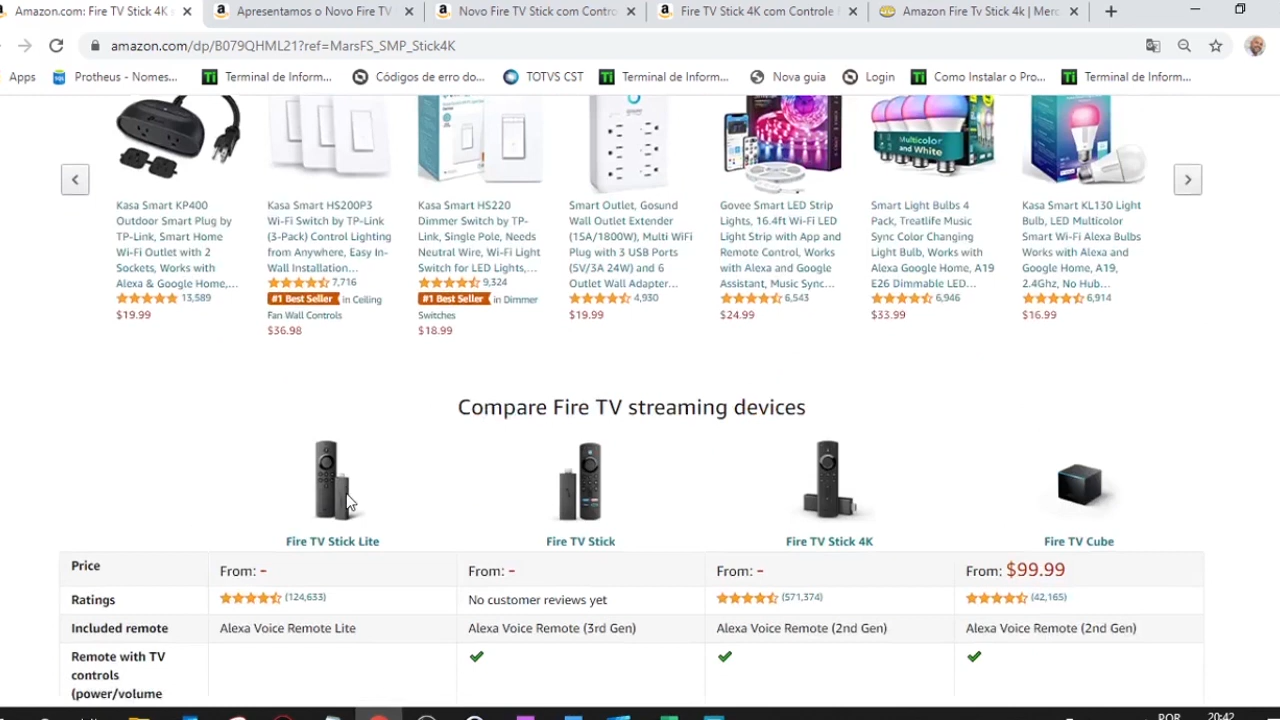 Amazon.com: Fire TV Stick 4K s
Apresentamos o Novo Fire TV
Novo Fire TV Stick com Contro
Fire TV Stick 4K com Controle
Amazon Fire Tv Stick 4k | Merc
amazon.com/dp/B079QHML21?ref=MarsFS_SMP_Stick4K
Apps
Protheus - Nomes...
Terminal de Inform...
Códigos de erro do...
TOTVS CST
Terminal de Inform...
Nova guia
Login
Como Instalar o Pro...
Terminal de Inform...
Multicolor
and White
Kasa Smart KP400
Outdoor Smart Plug by
TP-Link, Smart Home
Wi-Fi Outlet with 2
Sockets, Works with
Alexa & Google Home,...
13,589
$19.99
Kasa Smart HS200P3
Wi-Fi Switch by TP-Link
(3-Pack) Control Lighting
from Anywhere, Easy In-
Wall Installation...
7,716
#1 Best Seller in Ceiling
Fan Wall Controls
$36.98
Kasa Smart HS220
Dimmer Switch by TP-
Link, Single Pole, Needs
Neutral Wire, Wi-Fi Light
Switch for LED Lights,...
9,324
#1 Best Seller in Dimmer
Switches
$18.99
Smart Outlet, Gosund
Wall Outlet Extender
(15A/1800W), Multi WiFi
Plug with 3 USB Ports
(5V/3A 24W) and 6
Outlet Wall Adapter...
4,930
$19.99
Govee Smart LED Strip
Lights, 16.4ft Wi-Fi LED
Light Strip with App and
Remote Control, Works
with Alexa and Google
Assistant, Music Sync...
6,543
$24.99
Smart Light Bulbs 4
Pack, Treatlife Music
Sync Color Changing
Light Bulb, Works with
Alexa Google Home, A19
E26 Dimmable LED...
6,946
$33.99
Kasa Smart KL130 Light
Bulb, LED Multicolor
Smart Wi-Fi Alexa Bulbs
Works with Alexa and
Google Home, A19,
2.4Ghz, No Hub...
6,914
$16.99
Compare Fire TV streaming devices
Fire TV Stick Lite
Fire TV Stick
Fire TV Stick 4K
Fire TV Cube
Price
From: -
From: -
From: -
From: $99.99
Ratings
(124,633)
No customer reviews yet
(571,374)
(42,165)
Included remote
Alexa Voice Remote Lite
Alexa Voice Remote (3rd Gen)
Alexa Voice Remote (2nd Gen)
Alexa Voice Remote (2nd Gen)
Remote with TV
controls
(power/volume
POR
20:42